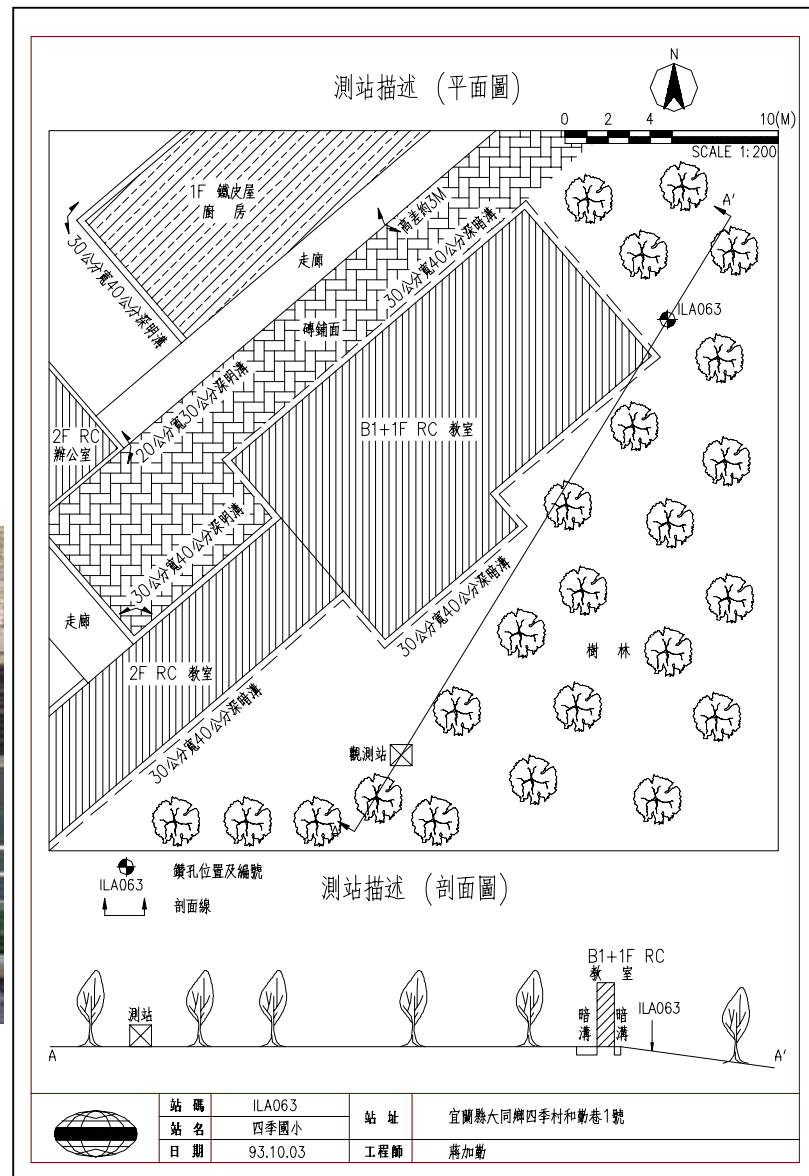 測站描述 (平面圖)
N
0 2 4 10(M)
SCALE 1:200
1F 鐵皮屋
廚 房
30公分寬40公分深明溝
走廊
高差約3M
30公分寬40公分深暗溝
A'
ILA063
磚鋪面
20公分寬30公分深明溝
2F RC
辦公室
B1+1F RC 教室
30公分寬40公分深明溝
走廊
30公分寬40公分深暗溝
樹 林
2F RC 教室
30公分寬40公分深暗溝
觀測站
A
ILA063
鑽孔位置及編號
剖面線
測站描述 (剖面圖)
B1+1F RC
教 室
測站
暗溝
暗溝
ILA063
A
A'
站 碼 ILA063
站 名 四季國小
日 期 93.10.03
站 址 宜蘭縣大同鄉四季村和勤巷1號
工程師 蔣加勤